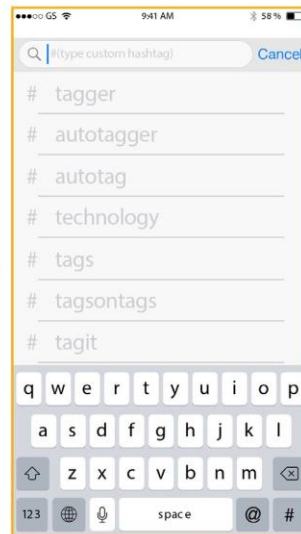 ●●●○○ GS 9:41 AM 58 %
#(type custom hashtag) Cancel
# tagger
# autotagger
# autotag
# technology
# tags
# tagsontags
# tagit
q w e r t y u i o p
a s d f g h j k l
z x c v b n m
123 space @ #